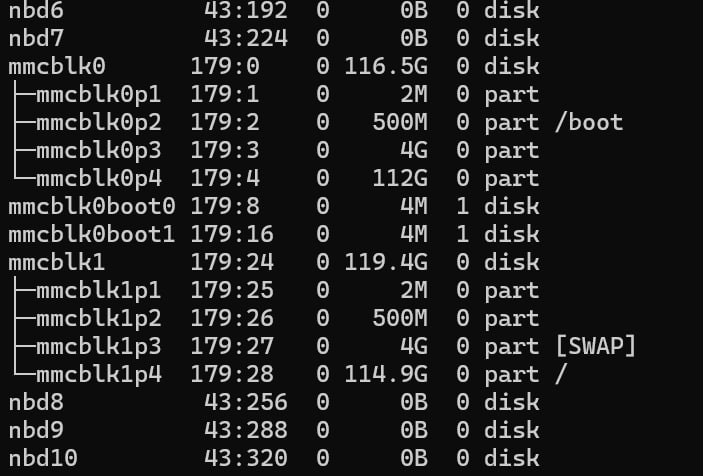 nbd6          43:192  0     0B  0 disk
nbd7          43:224  0     0B  0 disk
mmcblk0      179:0    0 116.5G  0 disk
├─mmcblk0p1  179:1    0     2M  0 part
├─mmcblk0p2  179:2    0   500M  0 part /boot
├─mmcblk0p3  179:3    0     4G  0 part
└─mmcblk0p4  179:4    0   112G  0 part
mmcblk0boot0 179:8    0     4M  1 disk
mmcblk0boot1 179:16   0     4M  1 disk
mmcblk1      179:24   0 119.4G  0 disk
├─mmcblk1p1  179:25   0     2M  0 part
├─mmcblk1p2  179:26   0   500M  0 part
├─mmcblk1p3  179:27   0     4G  0 part [SWAP]
└─mmcblk1p4  179:28   0 114.9G  0 part /
nbd8          43:256  0     0B  0 disk
nbd9          43:288  0     0B  0 disk
nbd10         43:320  0     0B  0 disk